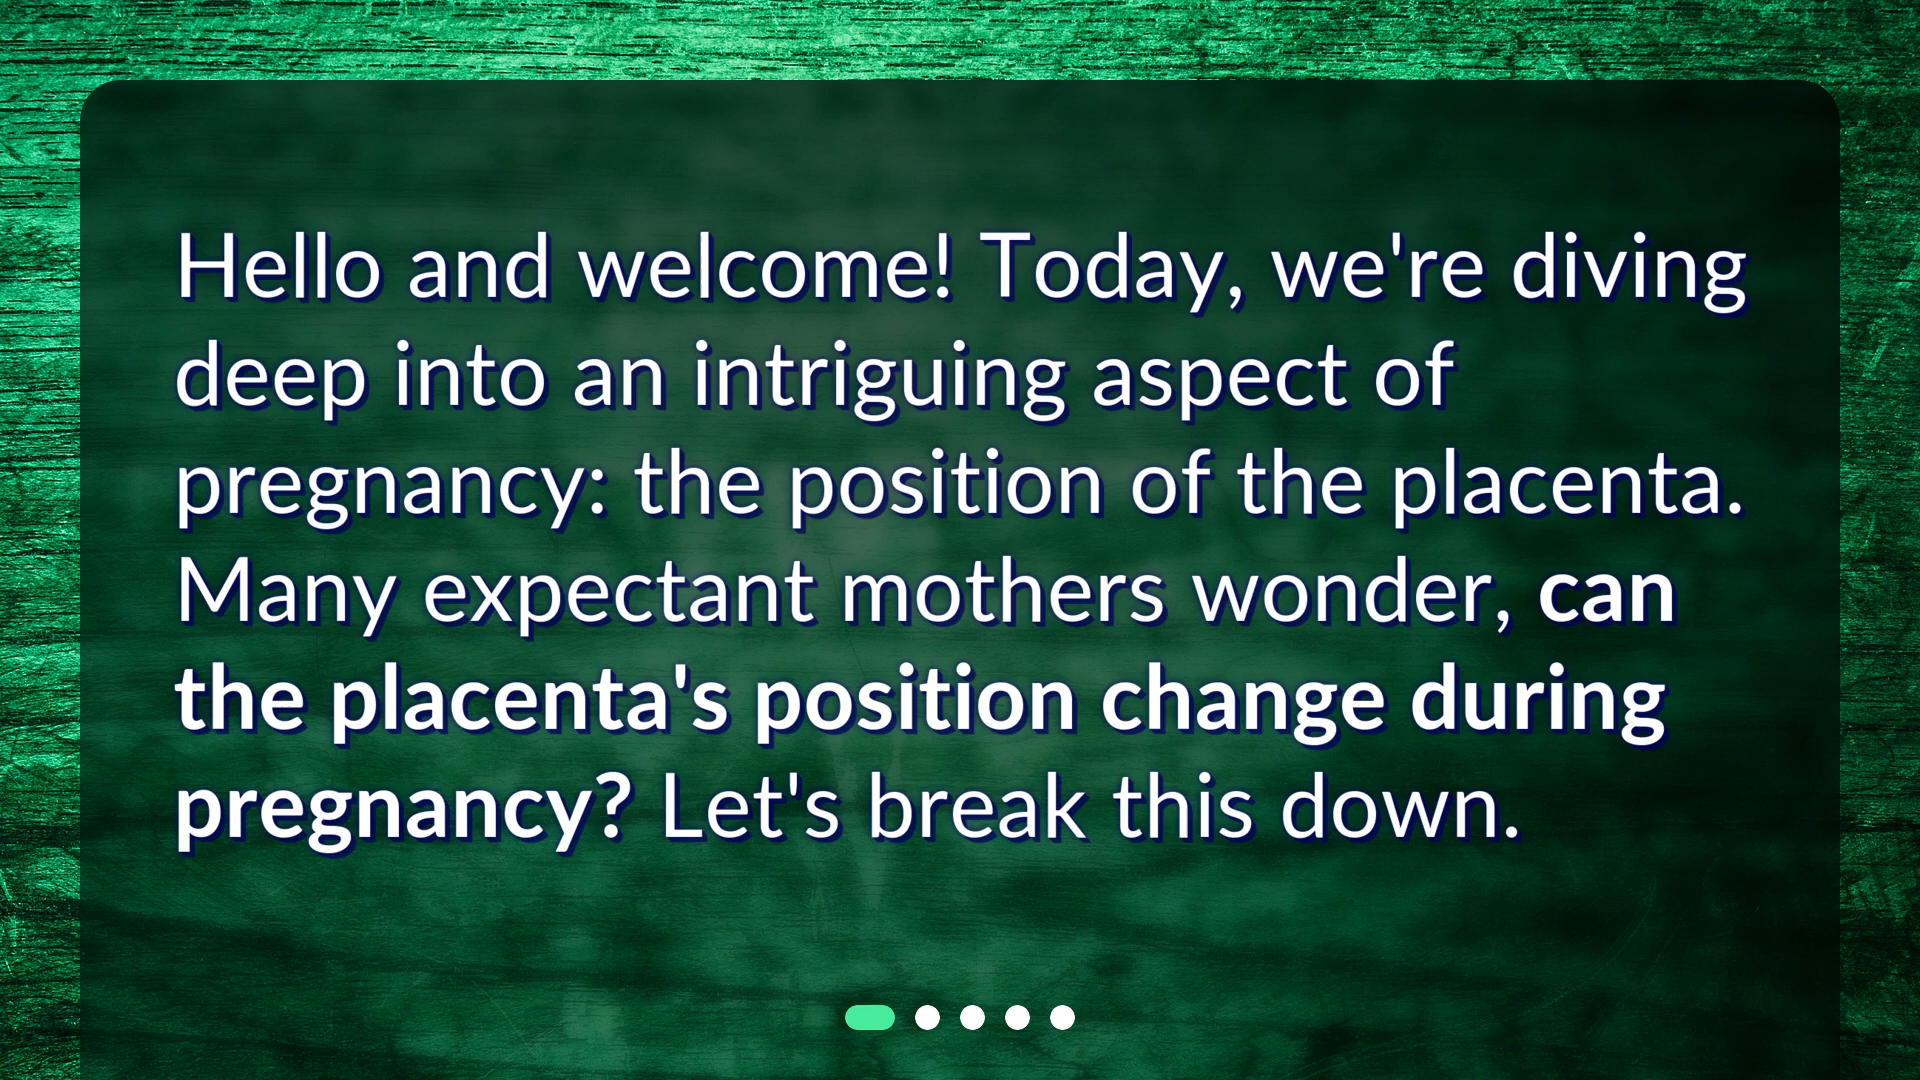 Hello and welcome! Today, we're diving
deep into an intriguing aspect of
pregnancy: the position of the placenta.
Many expectant mothers wonder, can
the placenta's position change during
pregnancy? Let's break this down.